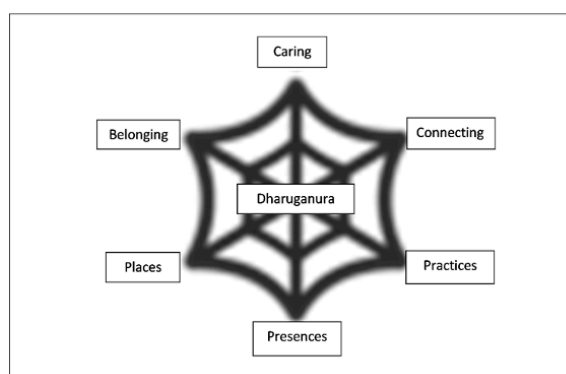 Caring
Belonging
Connecting
Dharuganura
Places
Practices
Presences